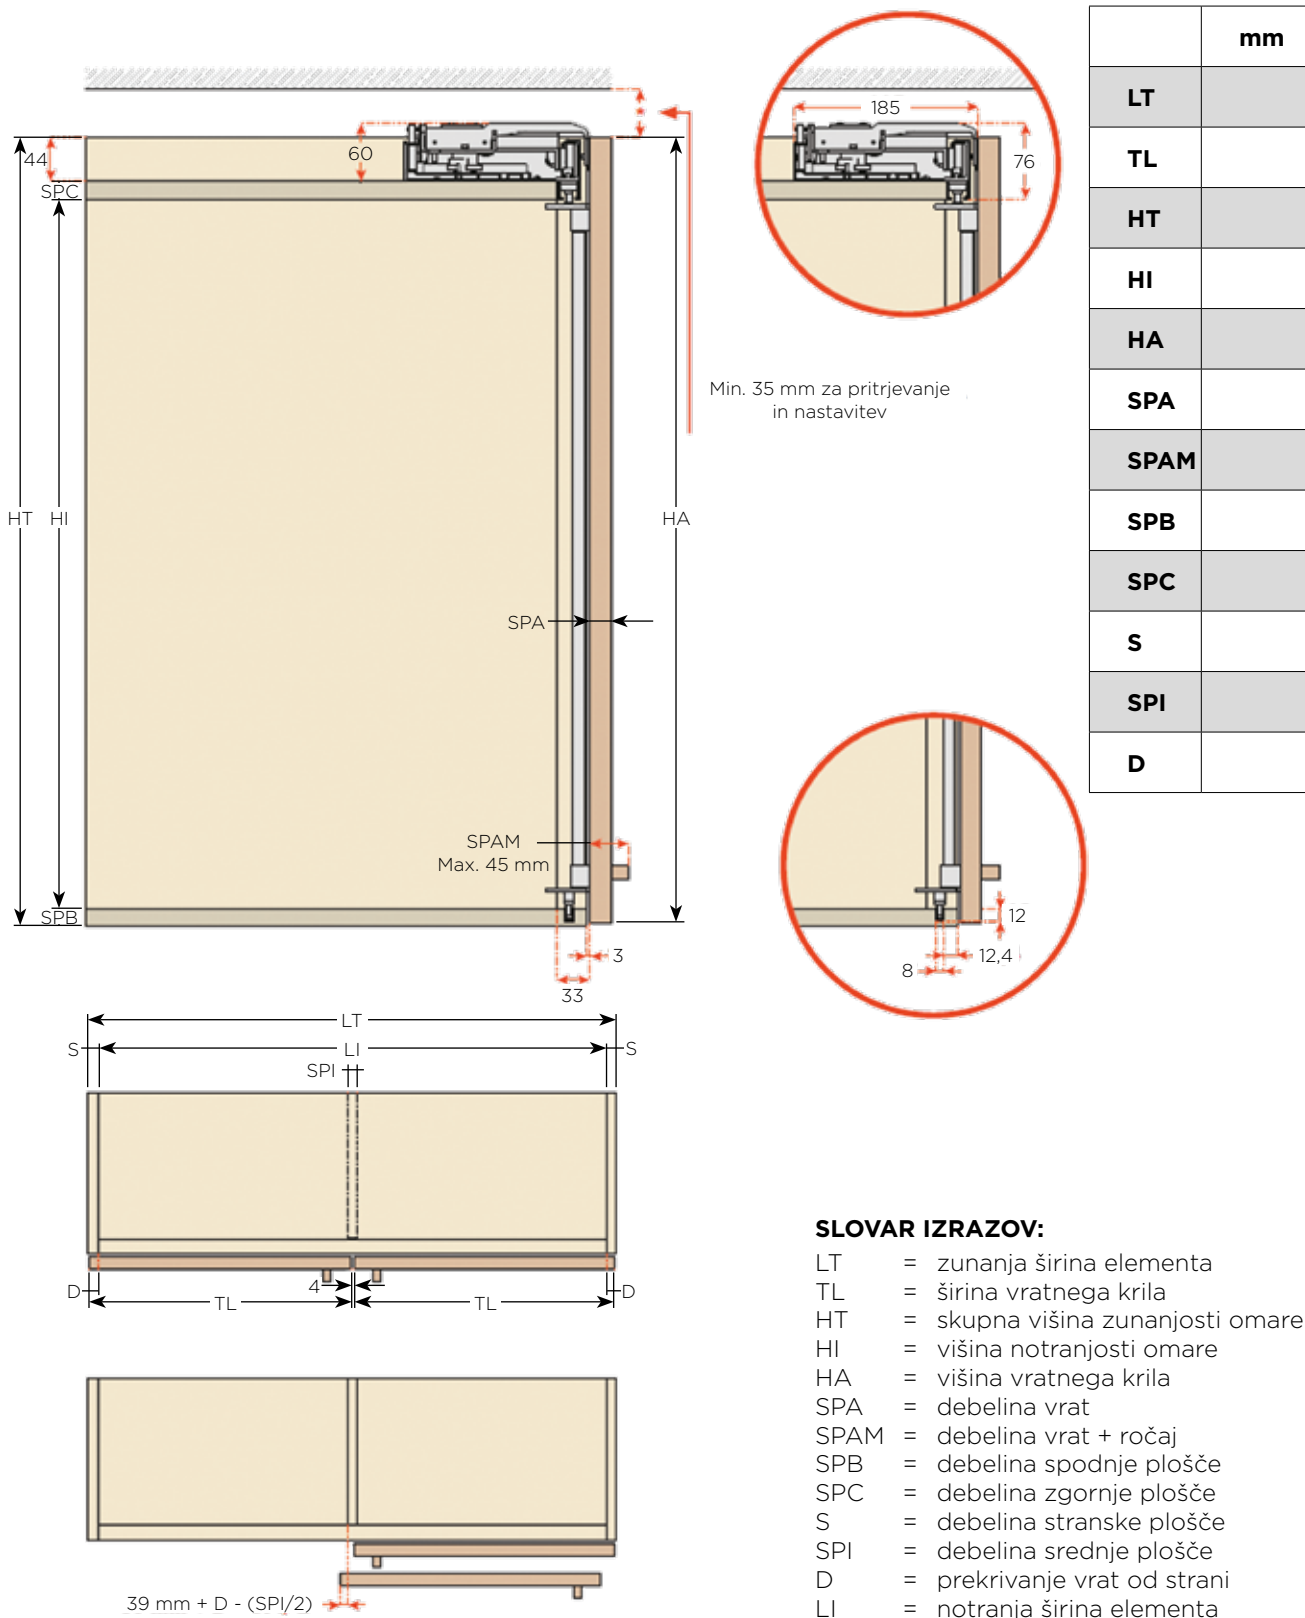 mm
LT
TL
HT
HI
HA
SPA
SPAM
SPB
SPC
S
SPI
D
44
SPC
60
185
76
Min. 35 mm za pritrjevanje
in nastavitev
HT
HI
HA
SPA
SPAM
Max. 45 mm
SPB
3
33
12
12,4
8
LT
S
LI
S
SPI
D
4
D
TL
TL
39 mm + D - (SPI/2)
SLOVAR IZRAZOV:
LT = zunanja širina elementa
TL = širina vratnega krila
HT = skupna višina zunanjosti omare
HI = višina notranjosti omare
HA = višina vratnega krila
SPA = debelina vrat
SPAM = debelina vrat + ročaj
SPB = debelina spodnje plošče
SPC = debelina zgornje plošče
S = debelina stranske plošče
SPI = debelina srednje plošče
D = prekrivanje vrat od strani
LI = notranja širina elementa